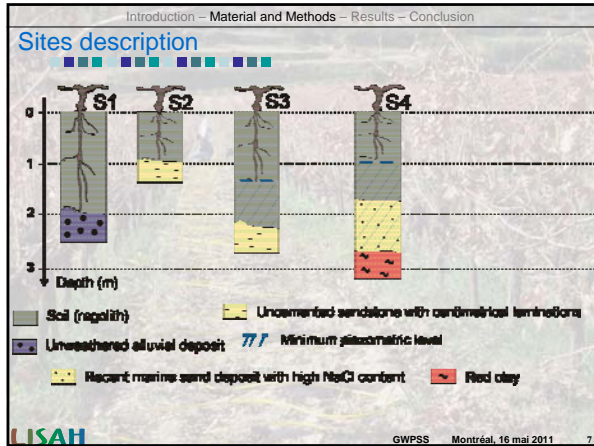 Introduction – Material and Methods – Results – Conclusion
Sites description
S1 S2 S3 S4
0
1
2
3
Depth (m)
Soil (regolith)
Uncemented sandstone with centimetrical laminations
Unweathered alluvial deposit
Minimum piezometric level
Recent marine sand deposit with high NaCl content
Red clay
LISAH
GWPSS Montréal, 16 mai 2011 7